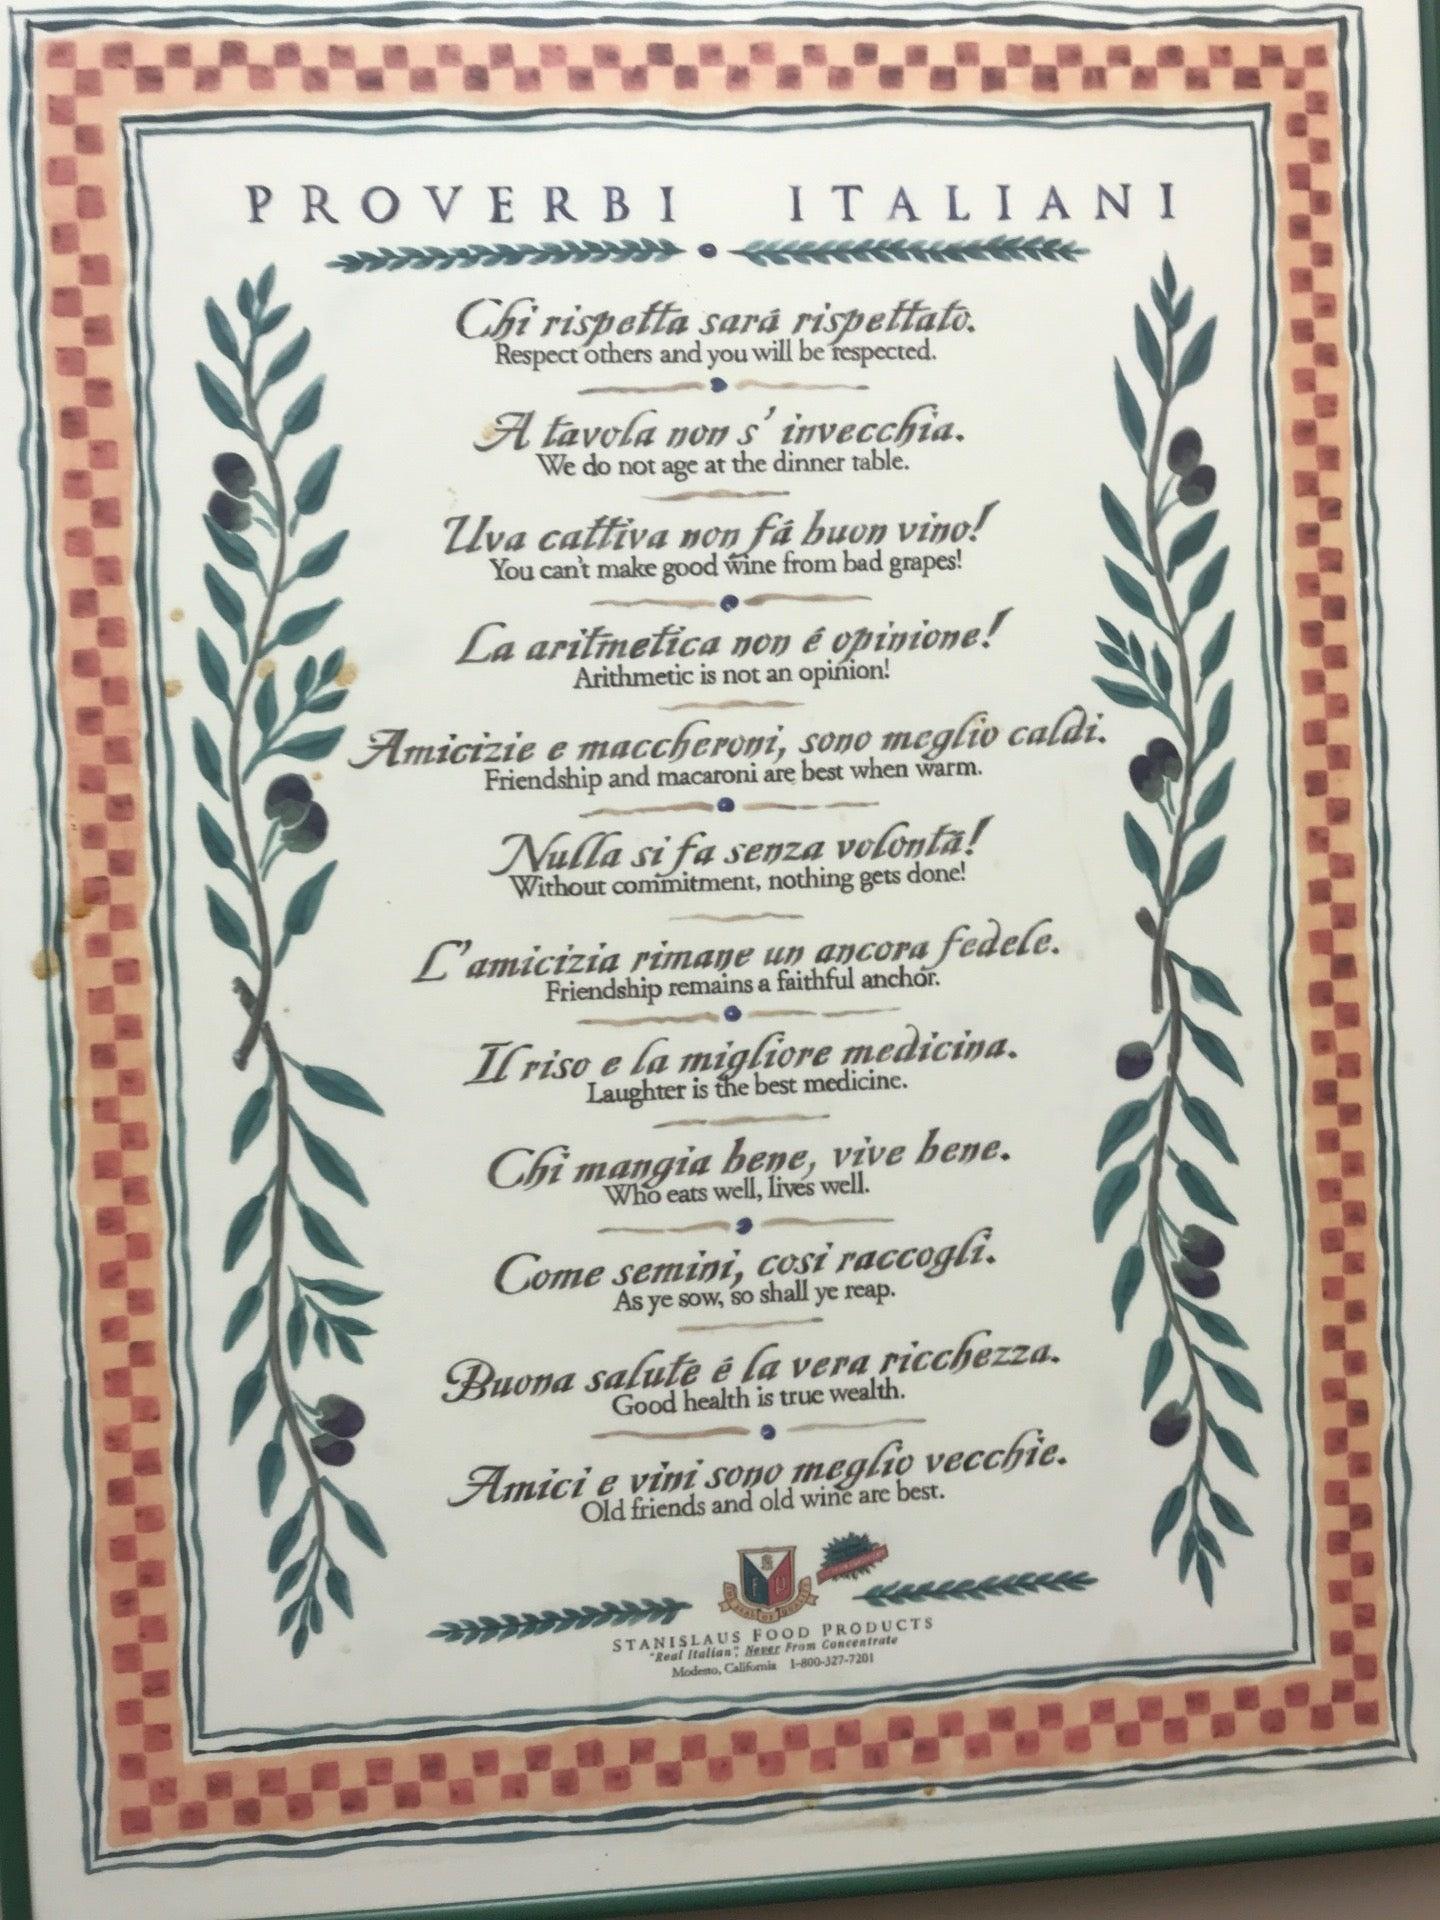 PROVERBI ITALIANI
Chi rispetta sará rispettato.
Respect others and you will be respected.
A tavola non s' invecchia.
We do not age at the dinner table.
Uva cattiva non fá buon vino!
You can't make good wine from bad grapes!
La aritmetica non é opinione!
Arithmetic is not an opinion!
Amicizie e maccheroni, sono meglio caldi.
Friendship and macaroni are best when warm.
Nulla si fa senza volontá!
Without commitment, nothing gets done!
L'amicizia rimane un ancora fedele.
Friendship remains a faithful anchor.
Il riso e la migliore medicina.
Laughter is the best medicine.
Chi mangia bene, vive bene.
Who eats well, lives well.
Come semini, cosi raccogli.
As ye sow, so shall ye reap.
Buona saluté é la vera ricchezza.
Good health is true wealth.
Amici e vini sono meglio vecchie.
Old friends and old wine are best.
STANISLAUS FOOD PRODUCTS
"Real Italian", Never From Concentrate
Modesto, California 1-800-327-7201